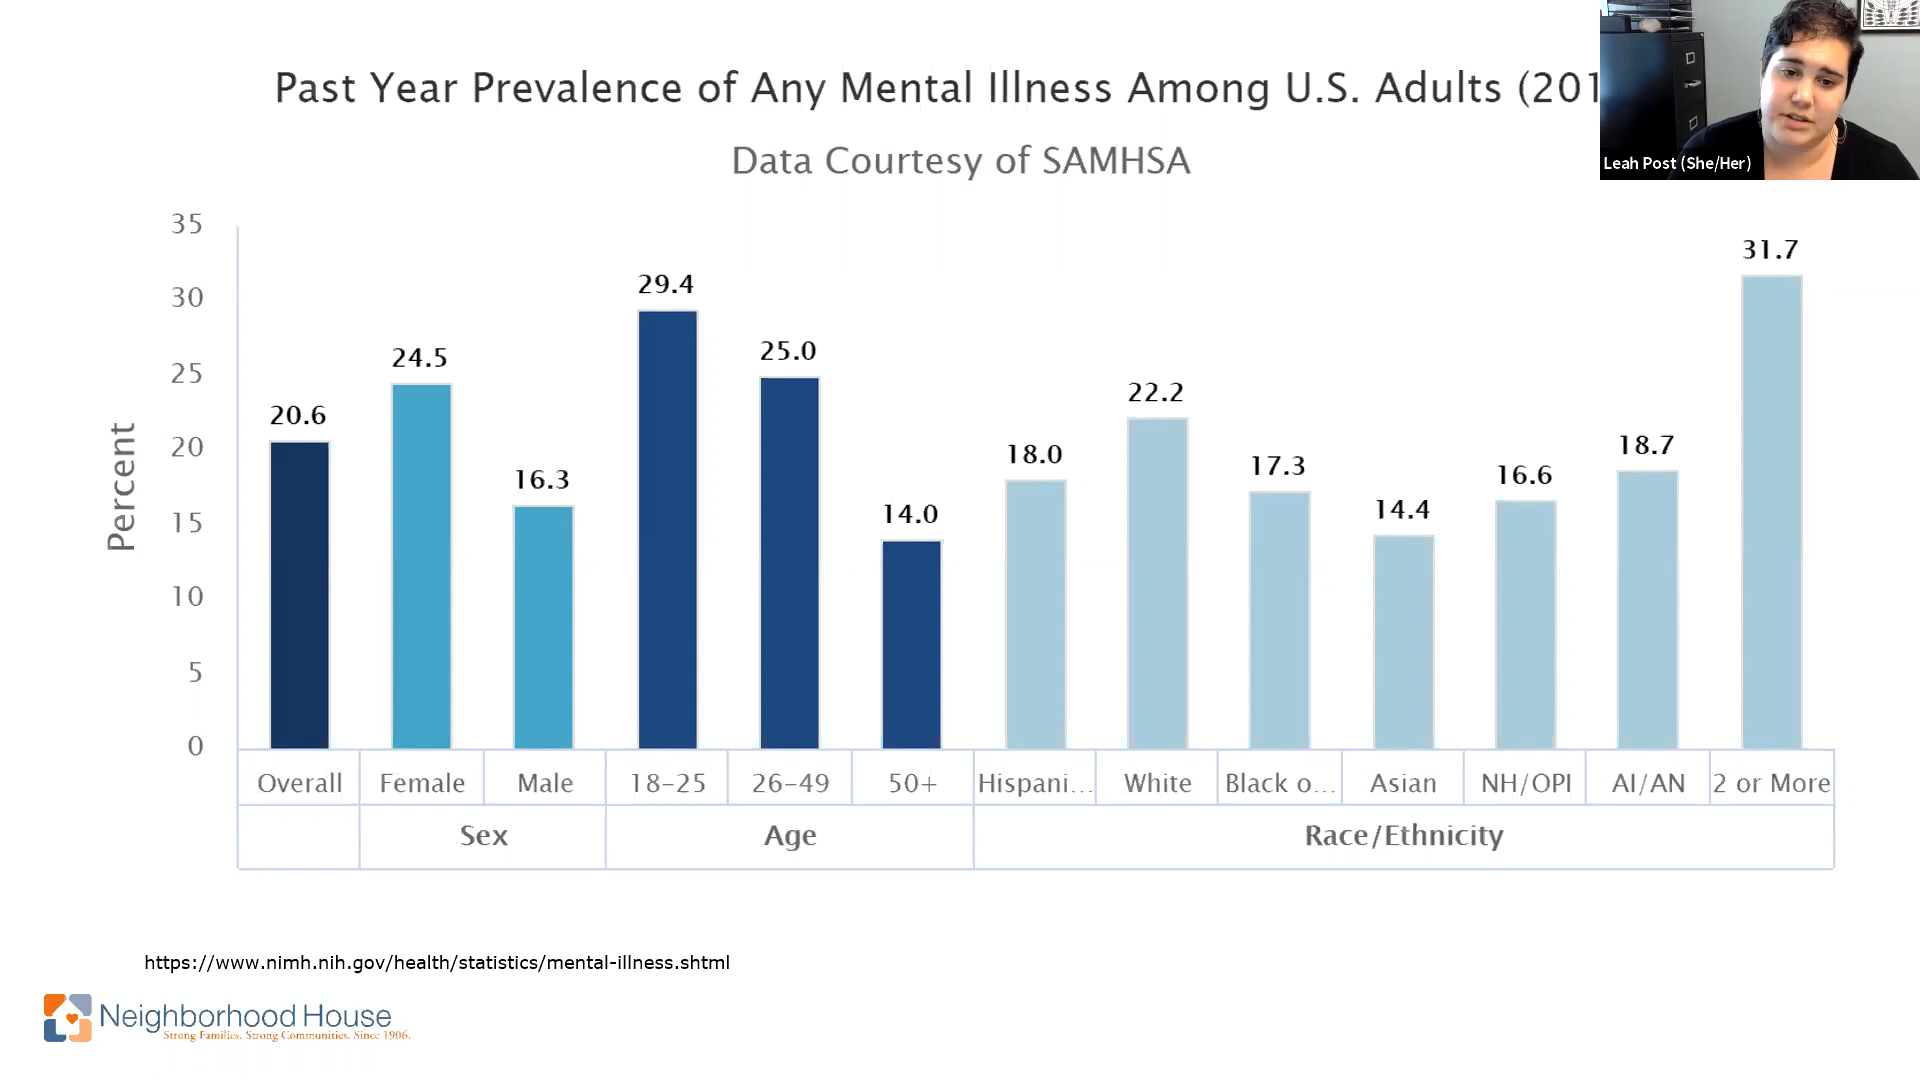 Past Year Prevalence of Any Mental Illness Among U.S. Adults (201
Data Courtesy of SAMHSA
Leah Post (She/Her)
35
30
25
20
15
10
5
0
Percent
20.6
24.5
16.3
29.4
25.0
14.0
18.0
22.2
17.3
14.4
16.6
18.7
31.7
Overall Female Male 18-25 26-49 50+ Hispani... White Black o... Asian NH/OPI AI/AN 2 or More
Sex Age Race/Ethnicity
https://www.nimh.nih.gov/health/statistics/mental-illness.shtml
Neighborhood House
Strong Families. Strong Communities. Since 1906.